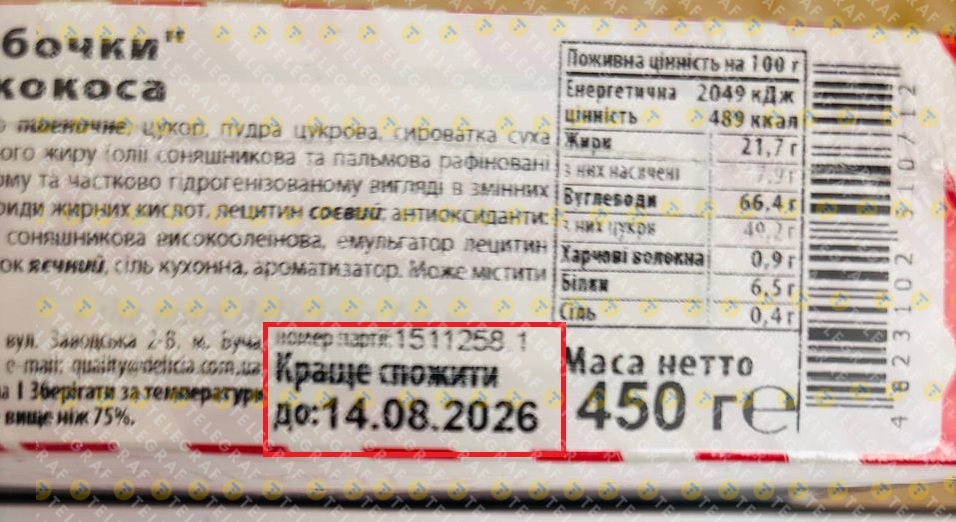 бочки"
кокоса
пшеничне, цукор, пудра цукрова, сироватка суха
ого жиру (олії соняшникова та пальмова рафіновані
ому та частково гідрогенізованому вигляді в змінних
риди жирних кислот, лецитин соєвий; антиоксиданти:
соняшникова високоолеїнова, емульгатор лецитин
ок яєчний, сіль кухонна, ароматизатор. Може містити
вул. Заводська 2-В, м. Буча
e-mail: quality@delicia.com.ua
Зберігати за температури
вище ніж 75%.
номер партії: 1511258 1
Краще спожити
до: 14.08.2026
Поживна цінність на 100 г
Енергетична 2049 кДж
цінність 489 ккал
Жири 21,7 г
з них насичені 7,9 г
Вуглеводи 66,4 г
з них цукри 40,2 г
Харчові волокна 0,9 г
Білки 6,5 г
Сіль 0,4 г
Маса нетто
450 г℮
4 823102 910712
TELEGRAF